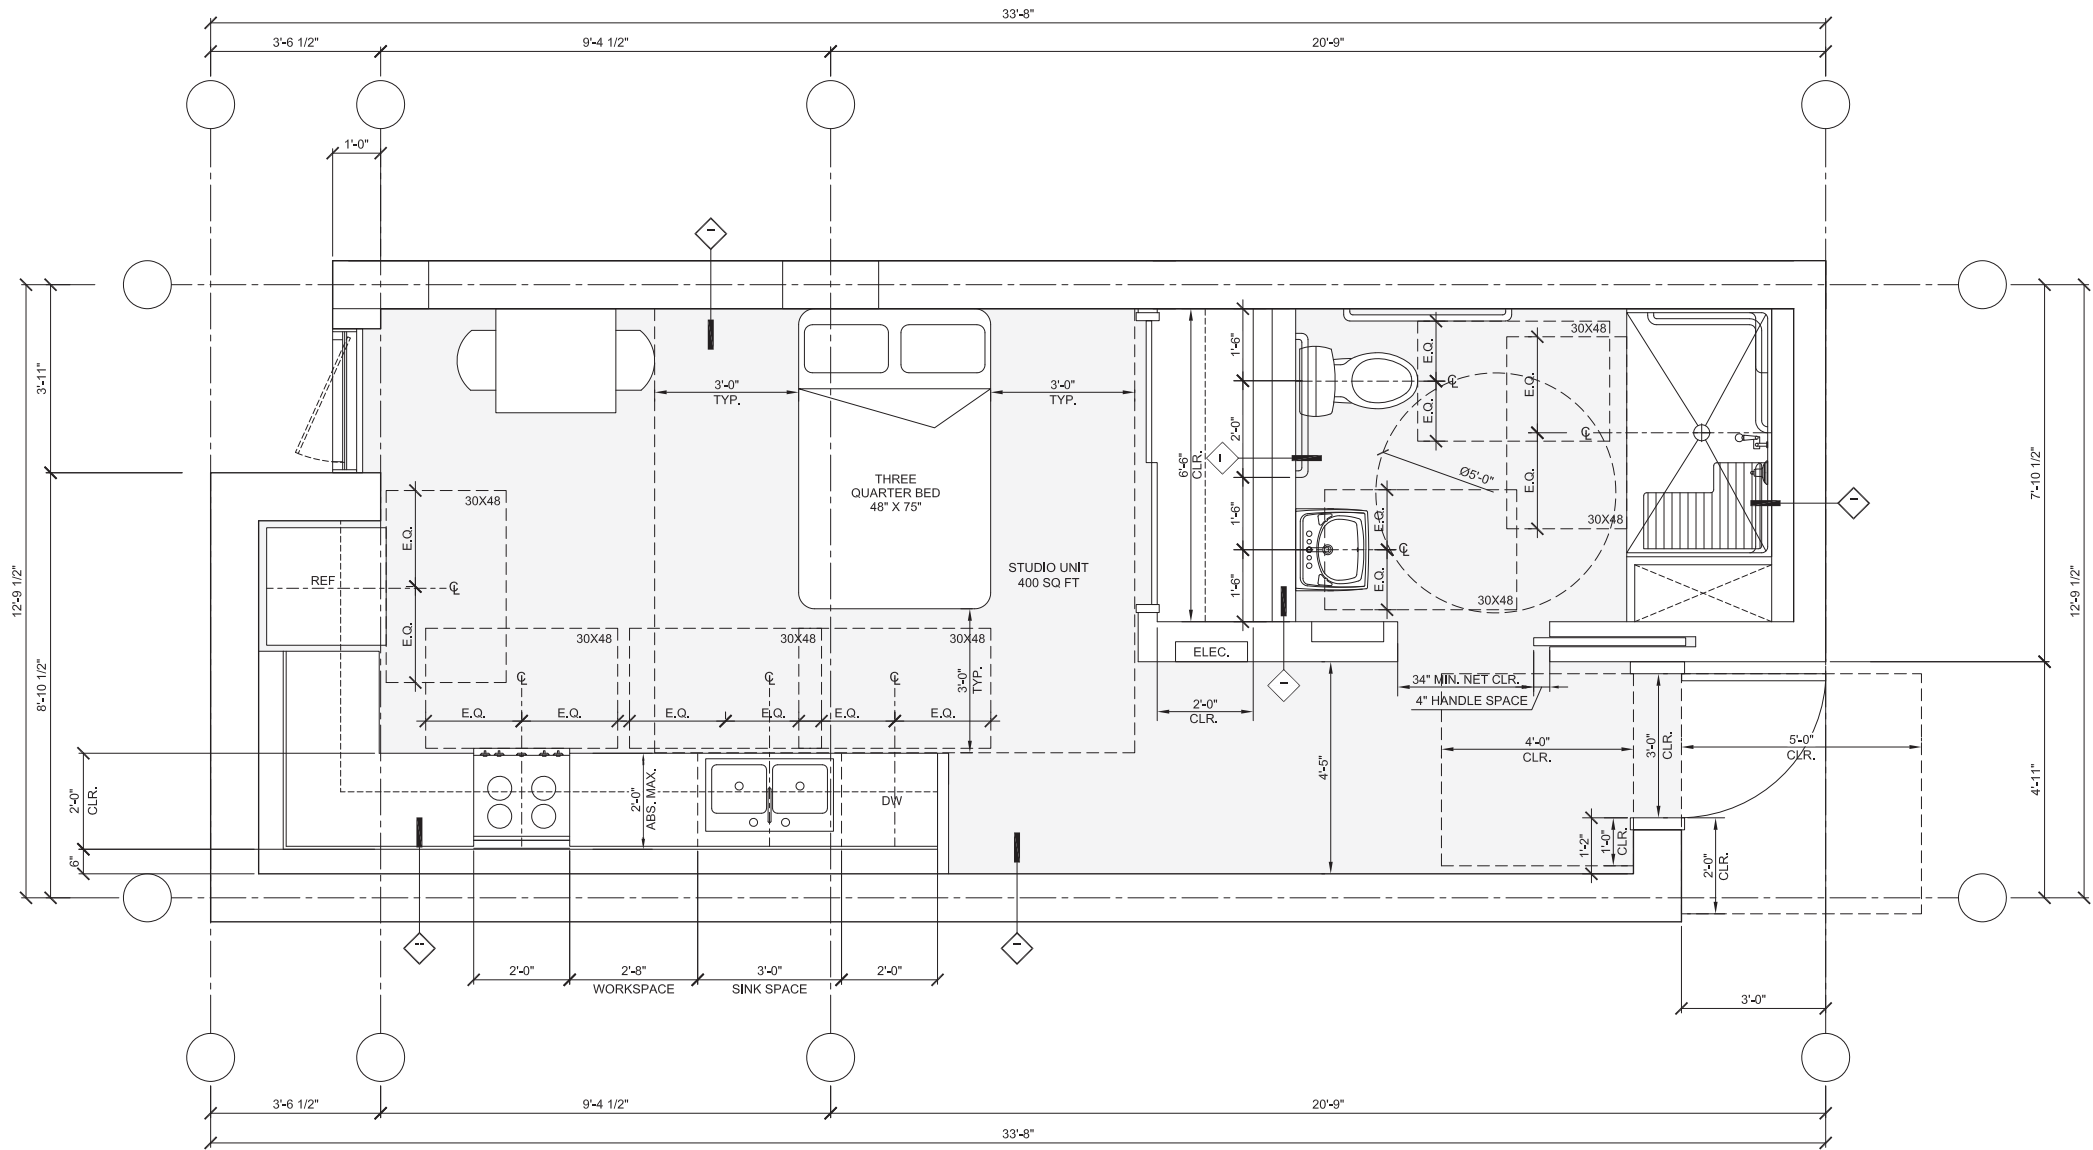 33'-8"
3'-6 1/2"
9'-4 1/2"
20'-9"
1'-0"
30X48
1'-6"
E.Q.
3'-11"
3'-0"
TYP.
3'-0"
TYP.
℄
E.Q.
E.Q.
℄
2'-0"
6'-6"
CLR.
Ø5'-0"
E.Q.
7'-10 1/2"
THREE
QUARTER BED
48" X 75"
30X48
E.Q.
1'-6"
E.Q.
30X48
℄
STUDIO UNIT
400 SQ FT
REF
℄
1'-6"
E.Q.
30X48
12'-9 1/2"
12'-9 1/2"
E.Q.
30X48
30X48
30X48
ELEC.
8'-10 1/2"
℄
℄
℄
3'-0"
TYP.
34" MIN. NET CLR.
4" HANDLE SPACE
2'-0"
CLR.
E.Q.
E.Q.
E.Q.
E.Q.
E.Q.
E.Q.
4'-0"
CLR.
3'-0"
CLR.
5'-0"
CLR.
4'-5"
4'-11"
2'-0"
CLR.
2'-0"
ABS. MAX.
DW
6"
1'-2"
1'-0"
CLR.
2'-0"
CLR.
2'-0"
2'-8"
WORKSPACE
3'-0"
SINK SPACE
2'-0"
3'-0"
3'-6 1/2"
9'-4 1/2"
20'-9"
33'-8"